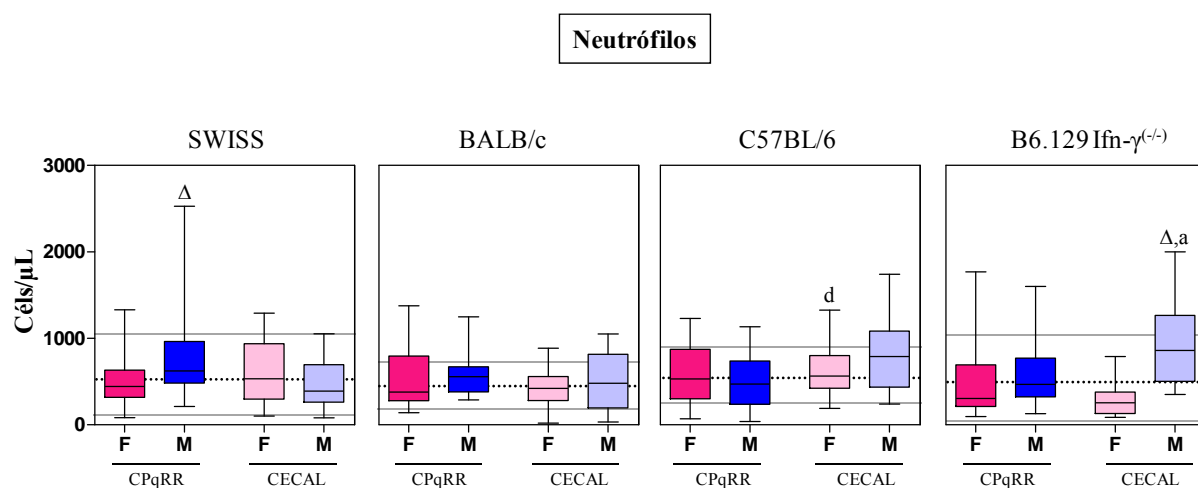 Neutrófilos
SWISS BALB/c C57BL/6 B6.129 Ifn-γ(-/-)
3000
2000
1000
0
Céls/µL
Δ d Δ,a
F M F M F M F M F M F M F M F M
CPqRR CECAL CPqRR CECAL CPqRR CECAL CPqRR CECAL